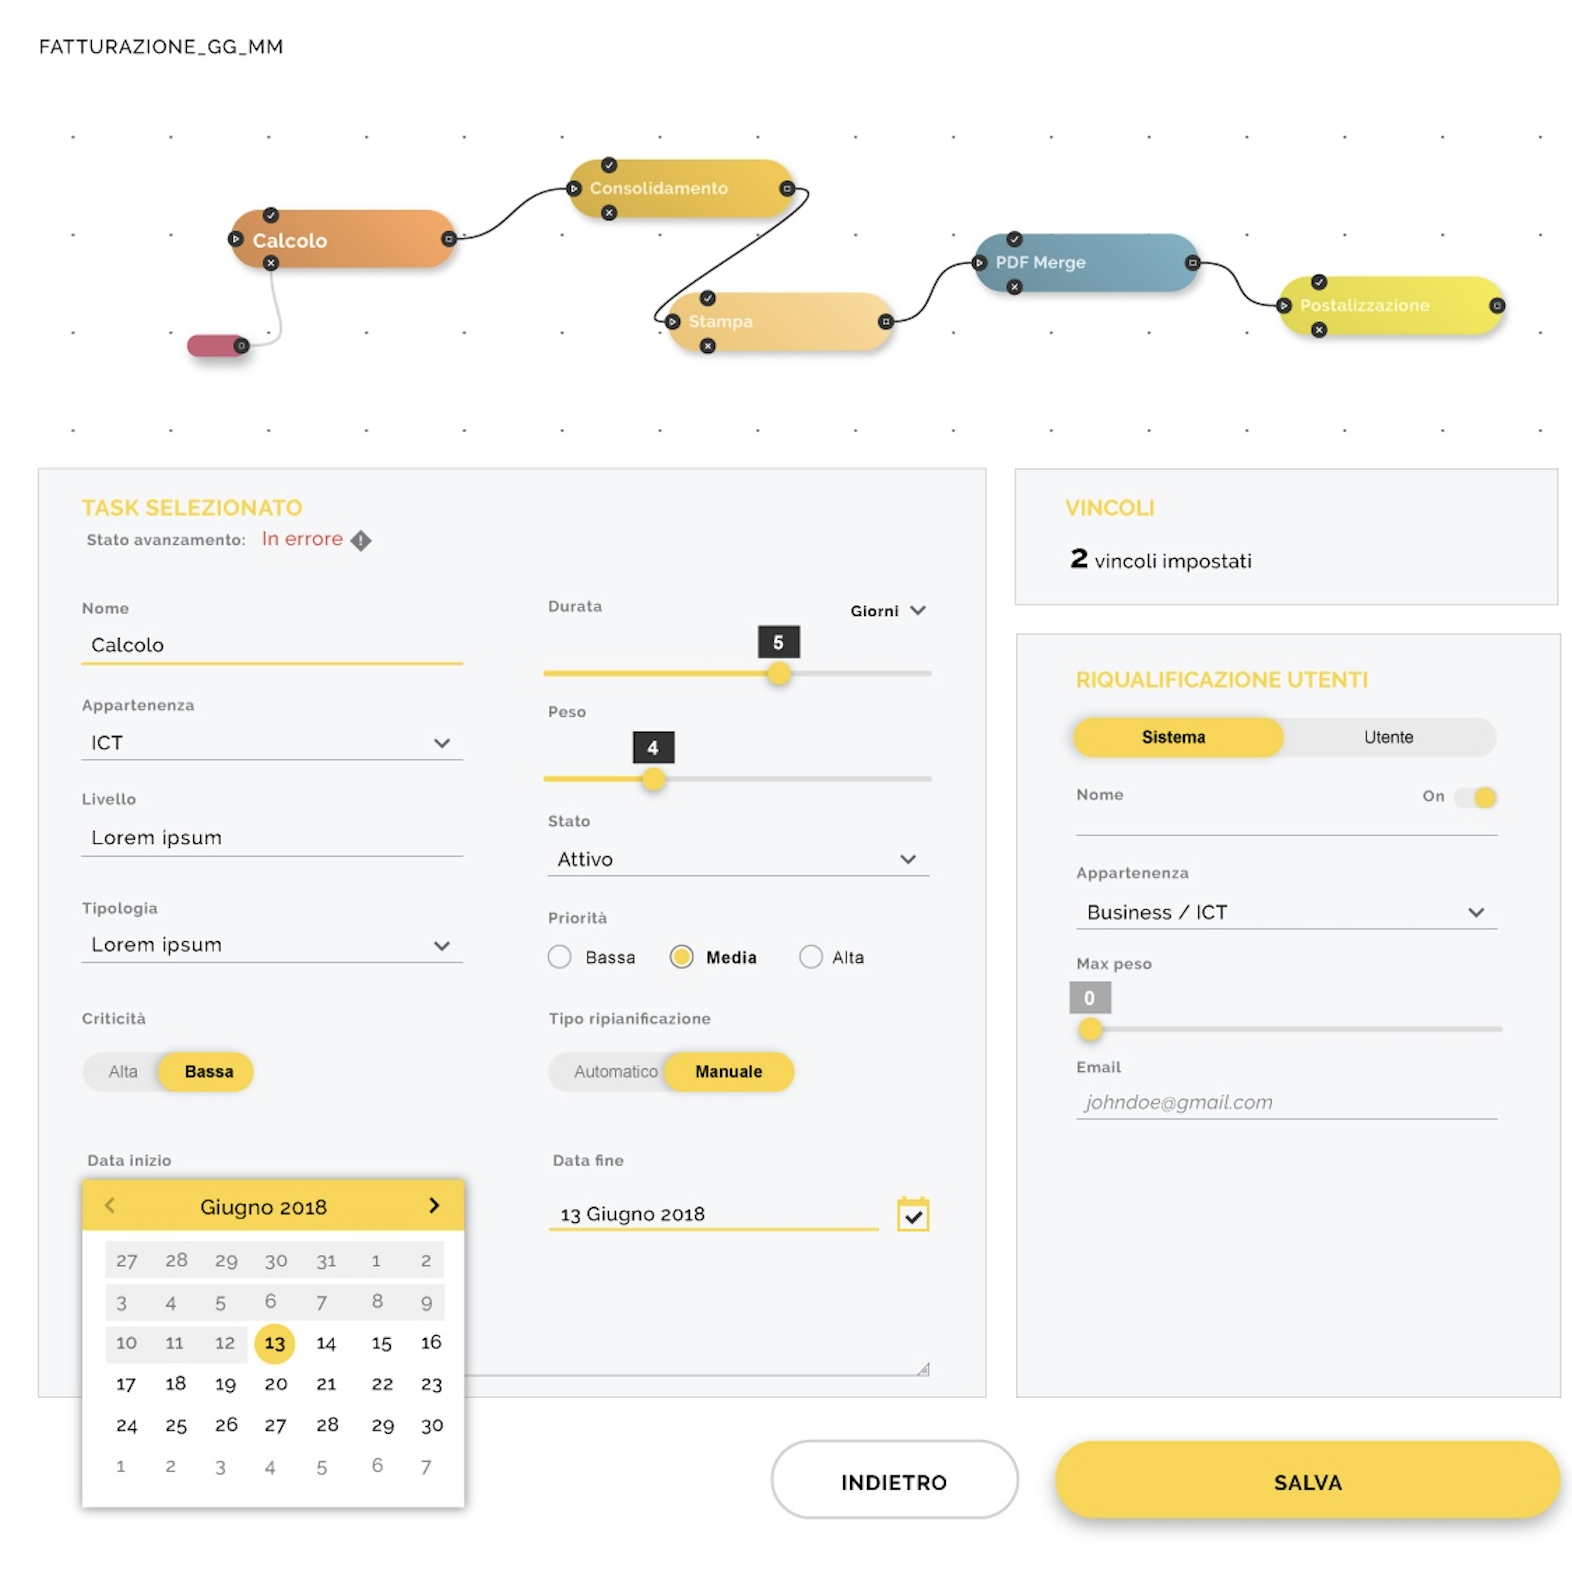 FATTURAZIONE_GG_MM
Consolidamento
Calcolo
PDF Merge
Postalizzazione
Stampa
TASK SELEZIONATO
Stato avanzamento: In errore
Nome
Calcolo
Appartenenza
ICT
Livello
Lorem ipsum
Tipologia
Lorem ipsum
Criticità
Alta Bassa
Data inizio
Giugno 2018
27 28 29 30 31 1 2
3 4 5 6 7 8 9
10 11 12 13 14 15 16
17 18 19 20 21 22 23
24 25 26 27 28 29 30
1 2 3 4 5 6 7
Durata Giorni
5
Peso
4
Stato
Attivo
Priorità
Bassa Media Alta
Tipo ripianificazione
Automatico Manuale
Data fine
13 Giugno 2018
VINCOLI
2 vincoli impostati
RIQUALIFICAZIONE UTENTI
Sistema Utente
Nome On
Appartenenza
Business / ICT
Max peso
0
Email
johndoe@gmail.com
INDIETRO
SALVA